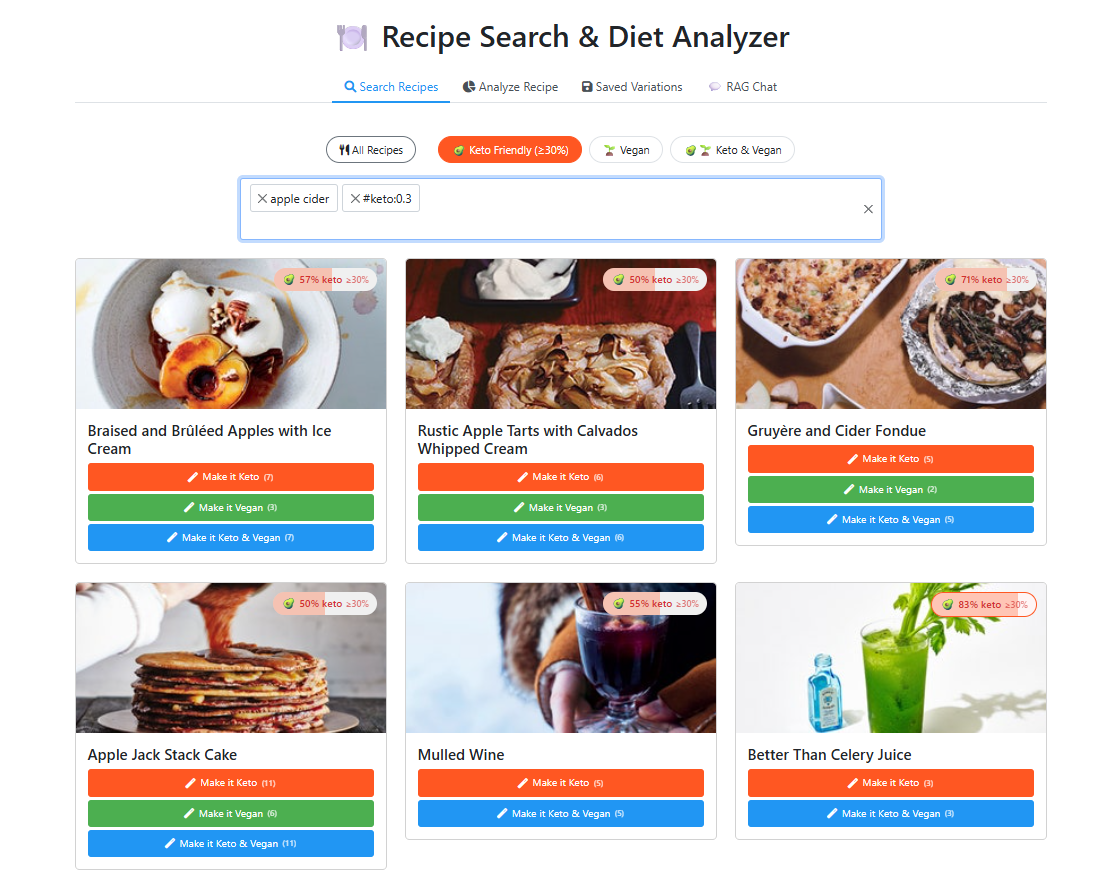 Recipe Search & Diet Analyzer
Search Recipes Analyze Recipe Saved Variations RAG Chat
All Recipes Keto Friendly (≥30%) Vegan Keto & Vegan
apple cider #keto:0.3
57% keto ≥30%
Braised and Brûléed Apples with Ice
Cream
Make it Keto (7)
Make it Vegan (3)
Make it Keto & Vegan (7)
50% keto ≥30%
Rustic Apple Tarts with Calvados
Whipped Cream
Make it Keto (6)
Make it Vegan (3)
Make it Keto & Vegan (6)
71% keto ≥30%
Gruyère and Cider Fondue
Make it Keto (5)
Make it Vegan (2)
Make it Keto & Vegan (5)
50% keto ≥30%
Apple Jack Stack Cake
Make it Keto (11)
Make it Vegan (6)
Make it Keto & Vegan (11)
55% keto ≥30%
Mulled Wine
Make it Keto (5)
Make it Keto & Vegan (5)
83% keto ≥30%
Better Than Celery Juice
Make it Keto (3)
Make it Keto & Vegan (3)